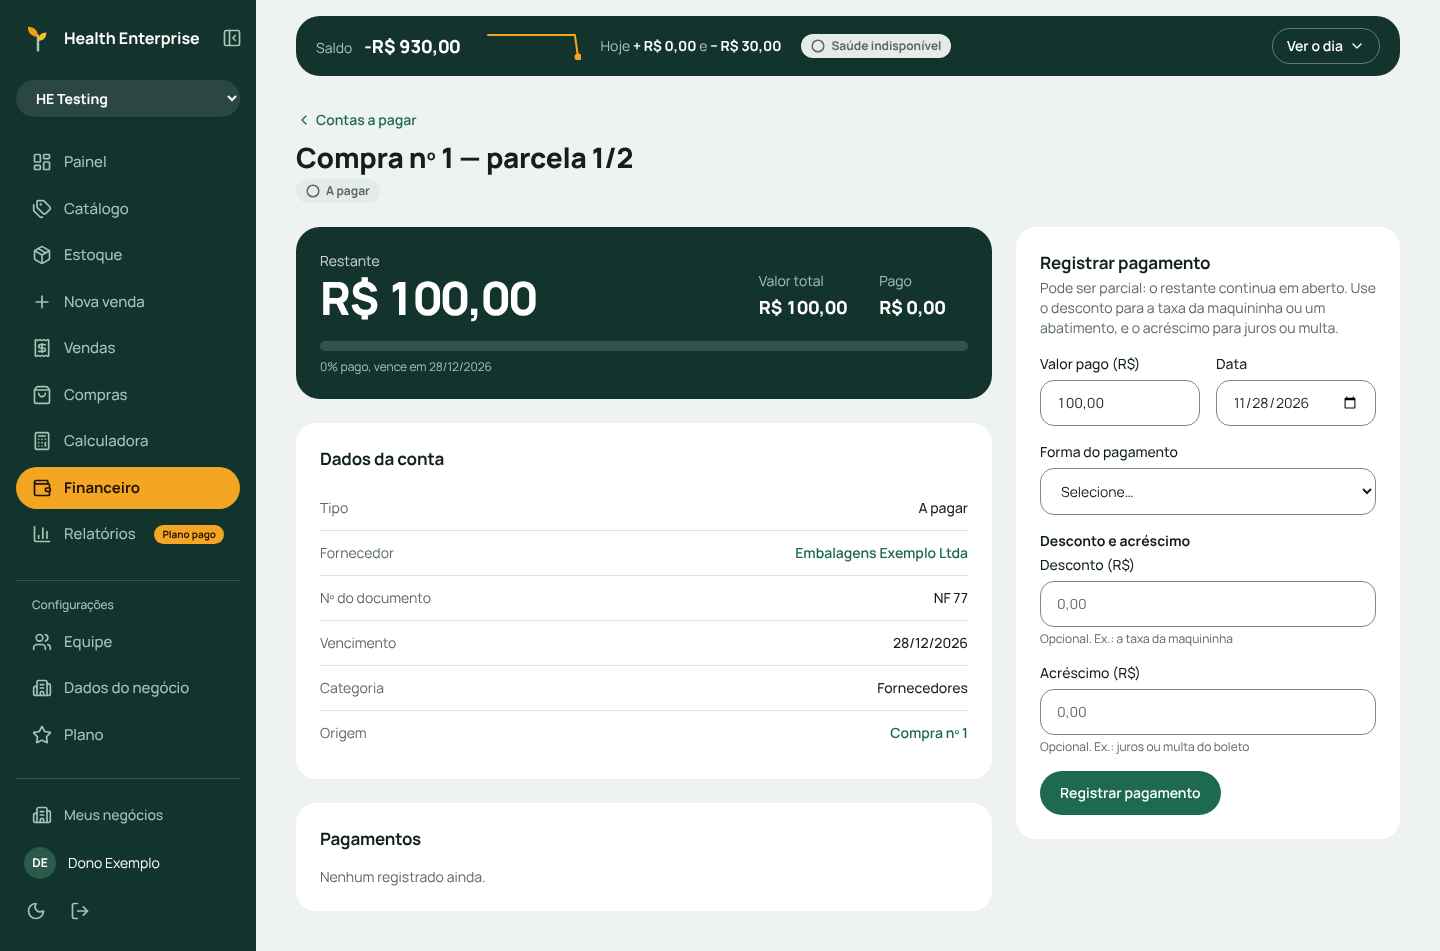 Health Enterprise
HE Testing
Painel
Catálogo
Estoque
Nova venda
Vendas
Compras
Calculadora
Financeiro
Relatórios Plano pago
Configurações
Equipe
Dados do negócio
Plano
Meus negócios
DE Dono Exemplo
Saldo -R$ 930,00 Hoje + R$ 0,00 e − R$ 30,00 Saúde indisponível Ver o dia
Contas a pagar
Compra nº 1 — parcela 1/2
A pagar
Restante
R$ 100,00
Valor total
R$ 100,00
Pago
R$ 0,00
0% pago, vence em 28/12/2026
Dados da conta
Tipo A pagar
Fornecedor Embalagens Exemplo Ltda
Nº do documento NF 77
Vencimento 28/12/2026
Categoria Fornecedores
Origem Compra nº 1
Pagamentos
Nenhum registrado ainda.
Registrar pagamento
Pode ser parcial: o restante continua em aberto. Use
o desconto para a taxa da maquininha ou um
abatimento, e o acréscimo para juros ou multa.
Valor pago (R$) Data
100,00 11/28/2026
Forma do pagamento
Selecione...
Desconto e acréscimo
Desconto (R$)
0,00
Opcional. Ex.: a taxa da maquininha
Acréscimo (R$)
0,00
Opcional. Ex.: juros ou multa do boleto
Registrar pagamento